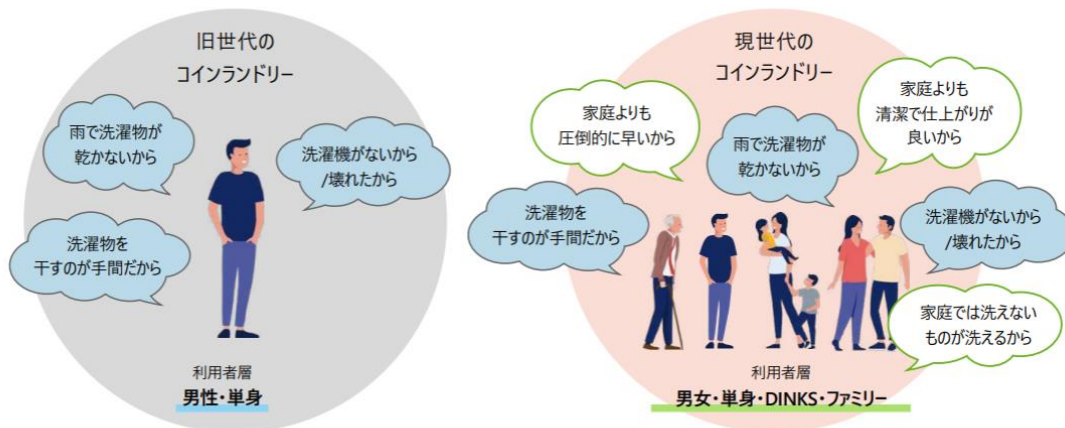 旧世代の
コインランドリー
雨で洗濯物が
乾かないから
洗濯機がないから
/壊れたから
洗濯物を
干すのが手間だから
利用者層
男性・単身
現世代の
コインランドリー
家庭よりも
圧倒的に早いから
雨で洗濯物が
乾かないから
家庭よりも
清潔で仕上がりが
良いから
洗濯物を
干すのが手間だから
洗濯機がないから
/壊れたから
家庭では洗えない
ものが洗えるから
利用者層
男女・単身・DINKS・ファミリー